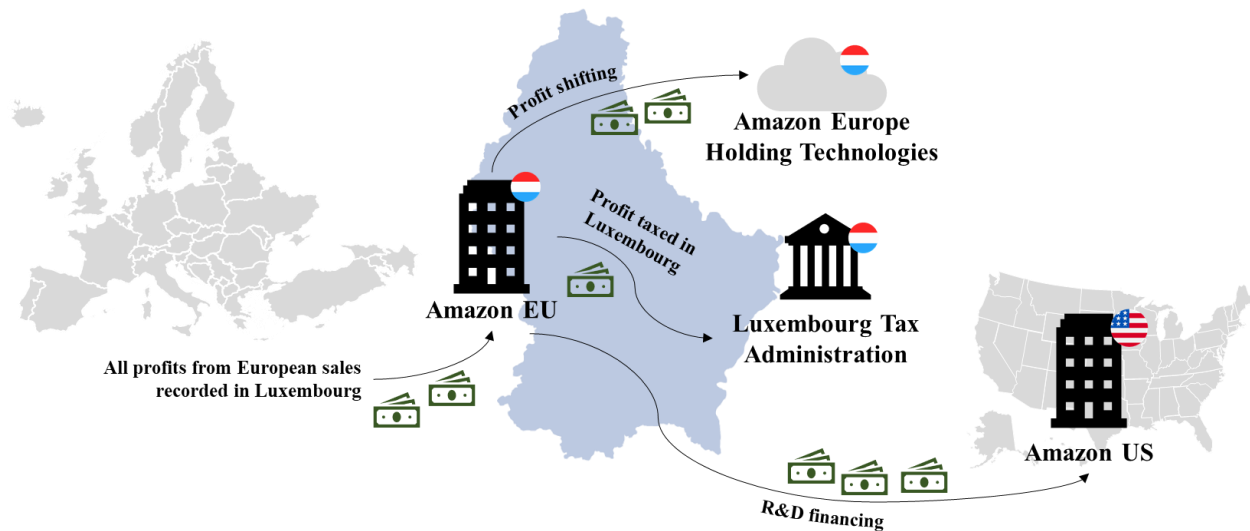 Profit shifting
Amazon Europe
Holding Technologies
Profit taxed in
Luxembourg
Amazon EU
Luxembourg Tax
Administration
All profits from European sales
recorded in Luxembourg
Amazon US
R&D financing